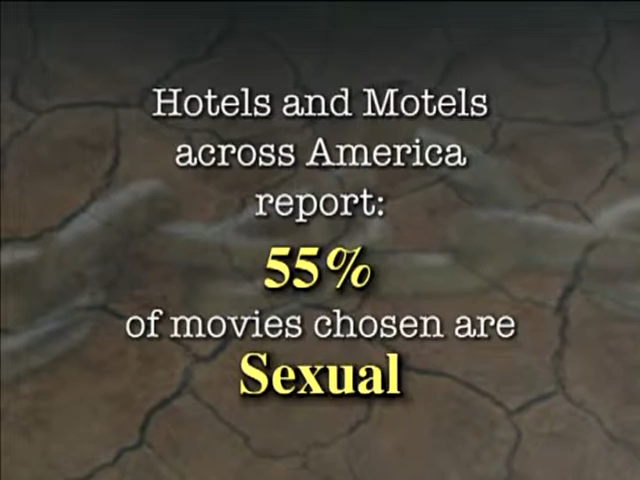 Hotels and Motels
across America
report:
55%
of movies chosen are
Sexual